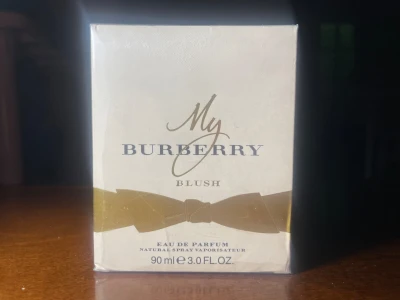 My
BURBERRY
BLUSH
EAU DE PARFUM
NATURAL SPRAY VAPORISATEUR
90 ml ℮ 3.0 FL.OZ.